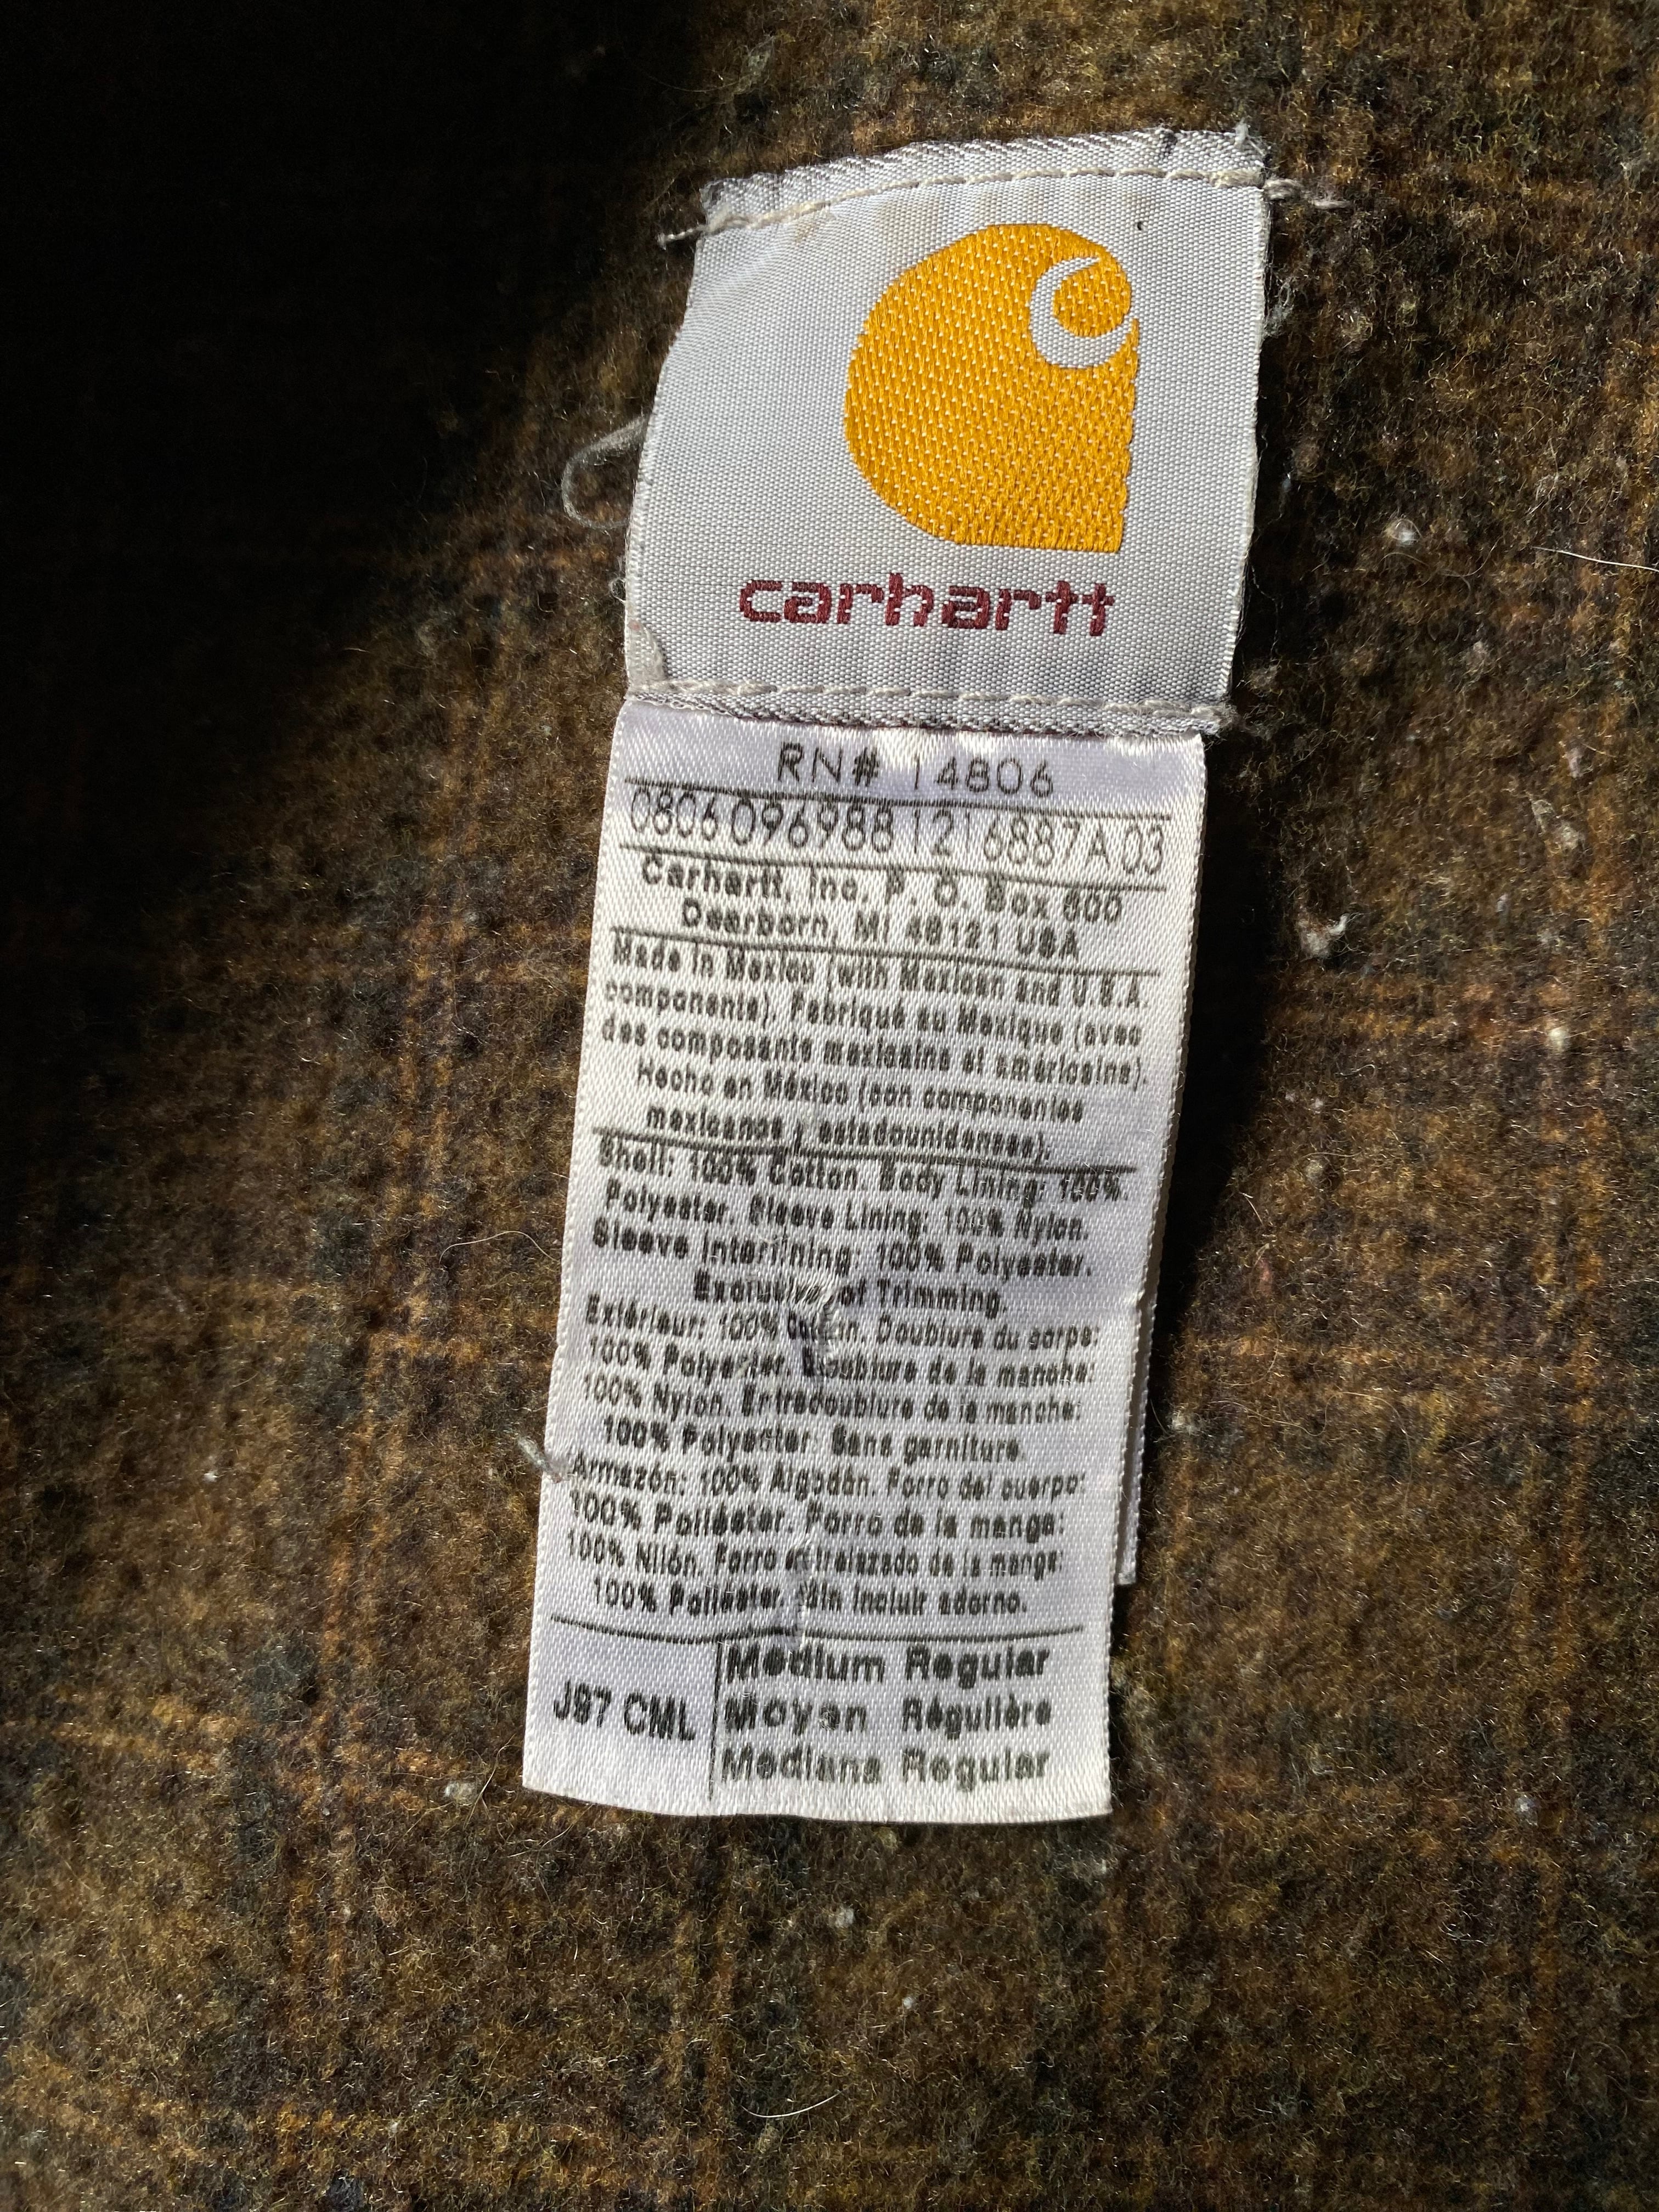 carhartt
RN# 14806
0806 096988 121 6887A 03
Carhartt, Inc. P. O. Box 600
Dearborn, MI 48121 USA
Made in Mexico (with Mexican and U.S.A.
components). Fabriqué au Mexique (avec
des composants mexicains et américains).
Hecho en México (con componentes
mexicanos y estadounidenses).
Shell: 100% Cotton. Body Lining: 100%
Polyester. Sleeve Lining: 100% Nylon.
Sleeve Interlining: 100% Polyester.
Exclusive of Trimming.
Extérieur: 100% Coton. Doublure du corps:
100% Polyester. Doublure de la manche:
100% Nylon. Entredoublure de la manche:
100% Polyester. Sans garniture.
Armazón: 100% Algodón. Forro del cuerpo:
100% Poliéster. Forro de la manga:
100% Nilón. Forro entrelazado de la manga:
100% Poliéster. Sin incluir adorno.
Medium Regular
J97 CML Moyen Régulière
Mediana Regular